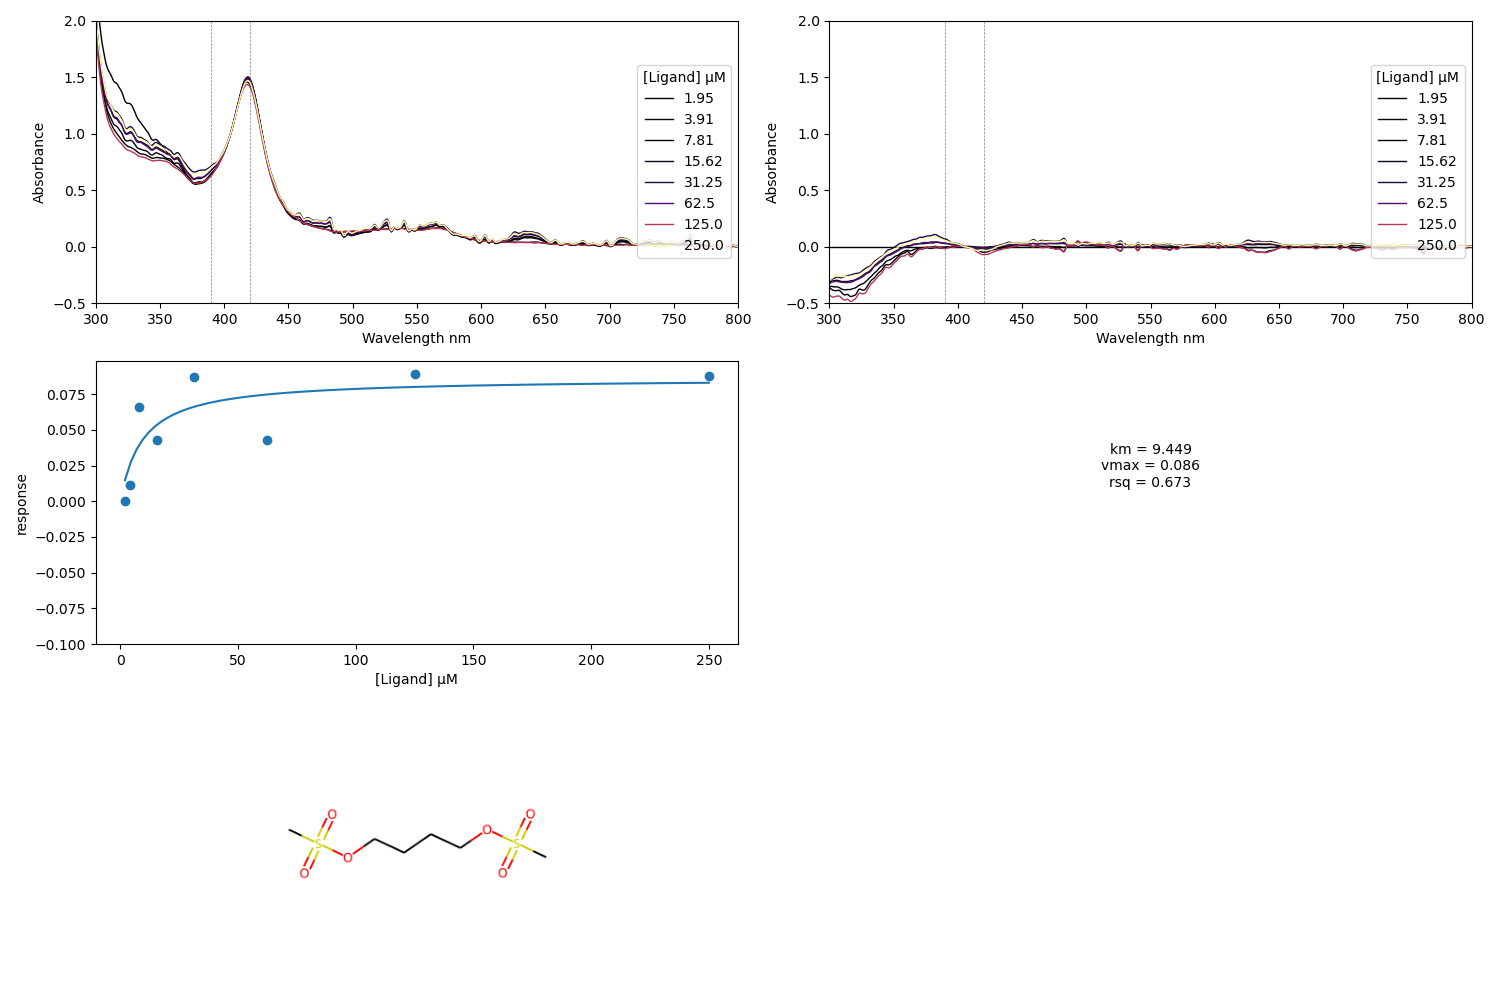 2.0
1.5
1.0
0.5
0.0
−0.5
Absorbance
300 350 400 450 500 550 600 650 700 750 800
Wavelength nm
[Ligand] µM
1.95
3.91
7.81
15.62
31.25
62.5
125.0
250.0
2.0
1.5
1.0
0.5
0.0
−0.5
Absorbance
300 350 400 450 500 550 600 650 700 750 800
Wavelength nm
[Ligand] µM
1.95
3.91
7.81
15.62
31.25
62.5
125.0
250.0
0.075
0.050
0.025
0.000
−0.025
−0.050
−0.075
−0.100
response
0 50 100 150 200 250
[Ligand] µM
km = 9.449
vmax = 0.086
rsq = 0.673
O O
O
S S
O
O O